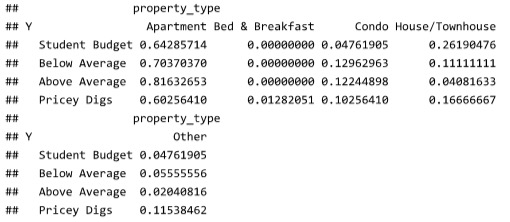 ##                property_type
## Y                Apartment Bed & Breakfast      Condo House/Townhouse
##   Student Budget 0.64285714      0.00000000 0.04761905      0.26190476
##   Below Average  0.70370370      0.00000000 0.12962963      0.11111111
##   Above Average  0.81632653      0.00000000 0.12244898      0.04081633
##   Pricey Digs    0.60256410      0.01282051 0.10256410      0.16666667
##                property_type
## Y                     Other
##   Student Budget 0.04761905
##   Below Average  0.05555556
##   Above Average  0.02040816
##   Pricey Digs    0.11538462